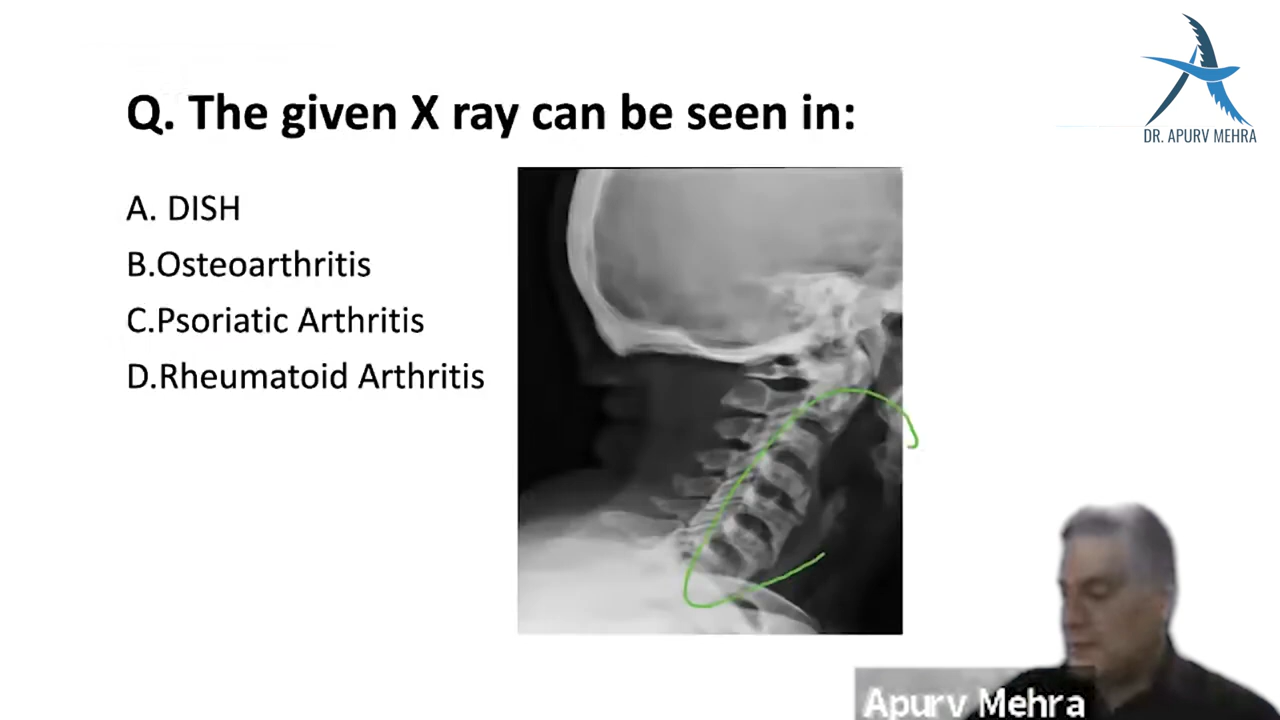 DR. APURV MEHRA
Q. The given X ray can be seen in:
A. DISH
B.Osteoarthritis
C.Psoriatic Arthritis
D.Rheumatoid Arthritis
Apurv Mehra